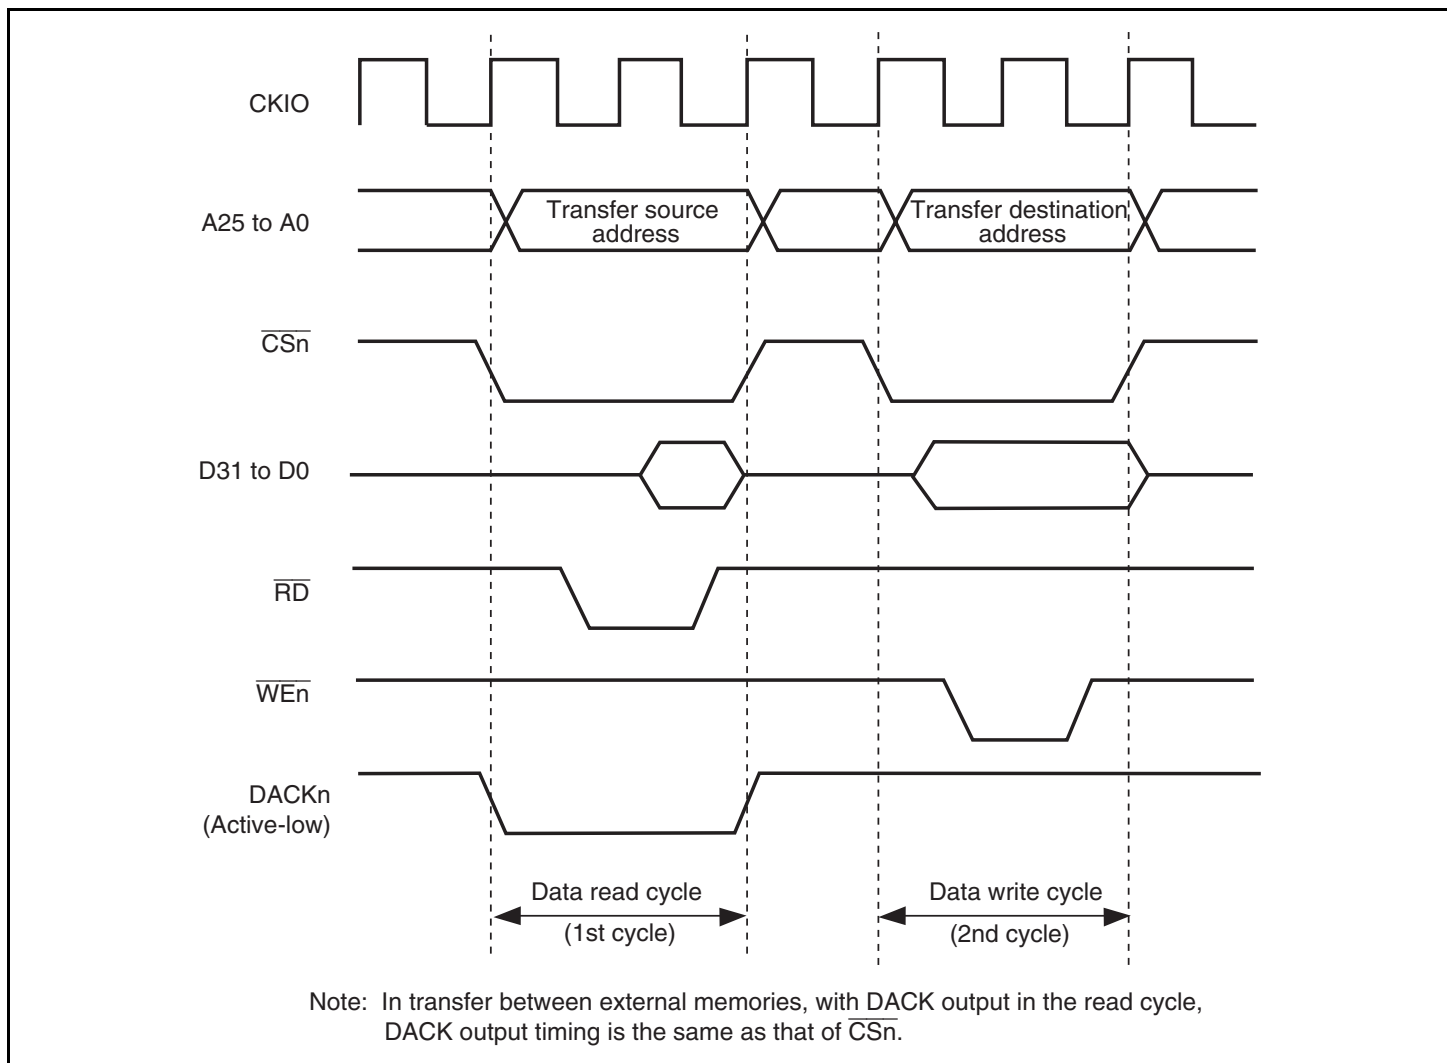 CKIO
A25 to A0
Transfer source
address
Transfer destination
address
CSn
D31 to D0
RD
WEn
DACKn
(Active-low)
Data read cycle
(1st cycle)
Data write cycle
(2nd cycle)
Note: In transfer between external memories, with DACK output in the read cycle,
DACK output timing is the same as that of CSn.